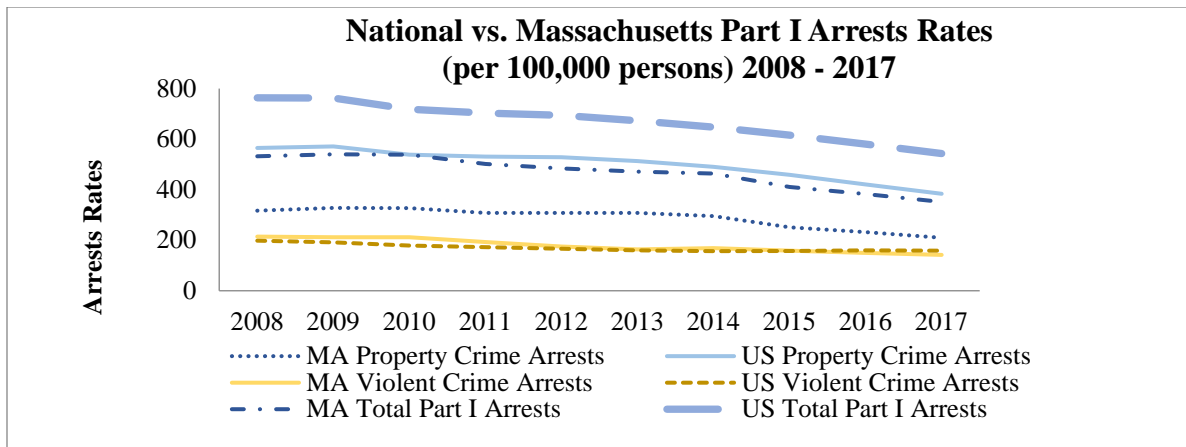 National vs. Massachusetts Part I Arrests Rates
(per 100,000 persons) 2008 - 2017
800
600
400
200
0
Arrests Rates
2008 2009 2010 2011 2012 2013 2014 2015 2016 2017
MA Property Crime Arrests US Property Crime Arrests
MA Violent Crime Arrests US Violent Crime Arrests
MA Total Part I Arrests US Total Part I Arrests